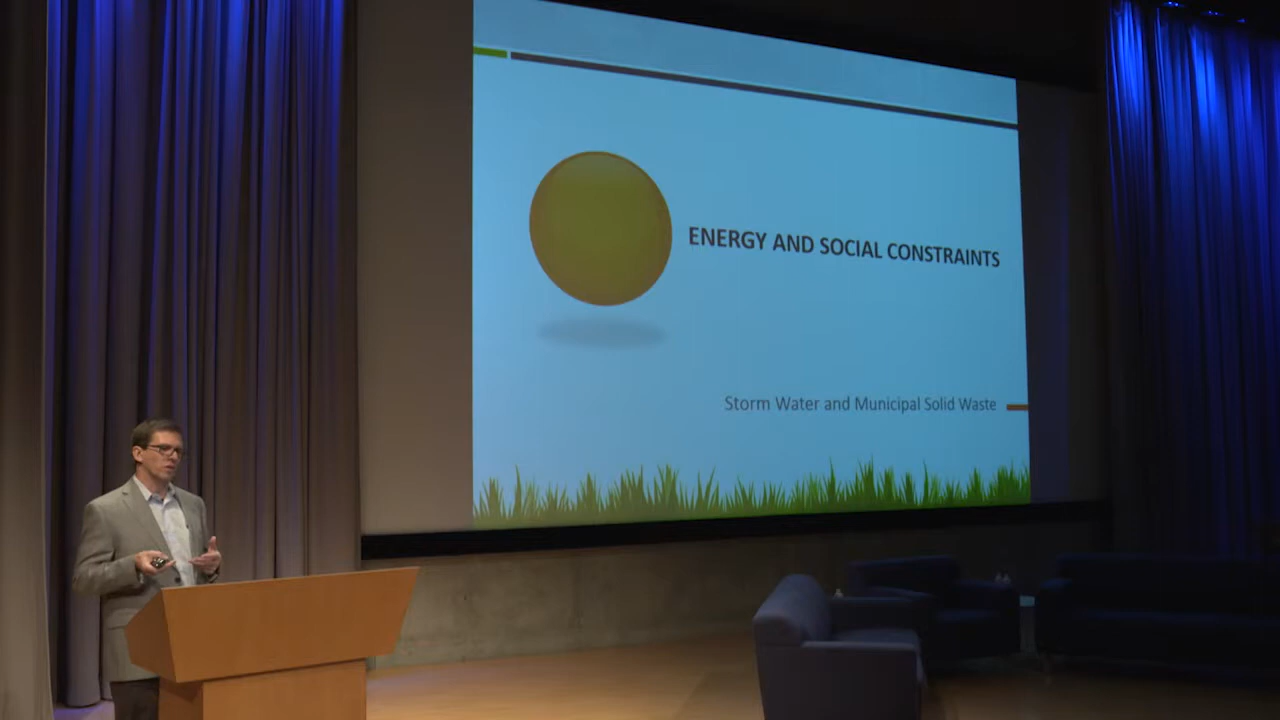 ENERGY AND SOCIAL CONSTRAINTS
Storm Water and Municipal Solid Waste